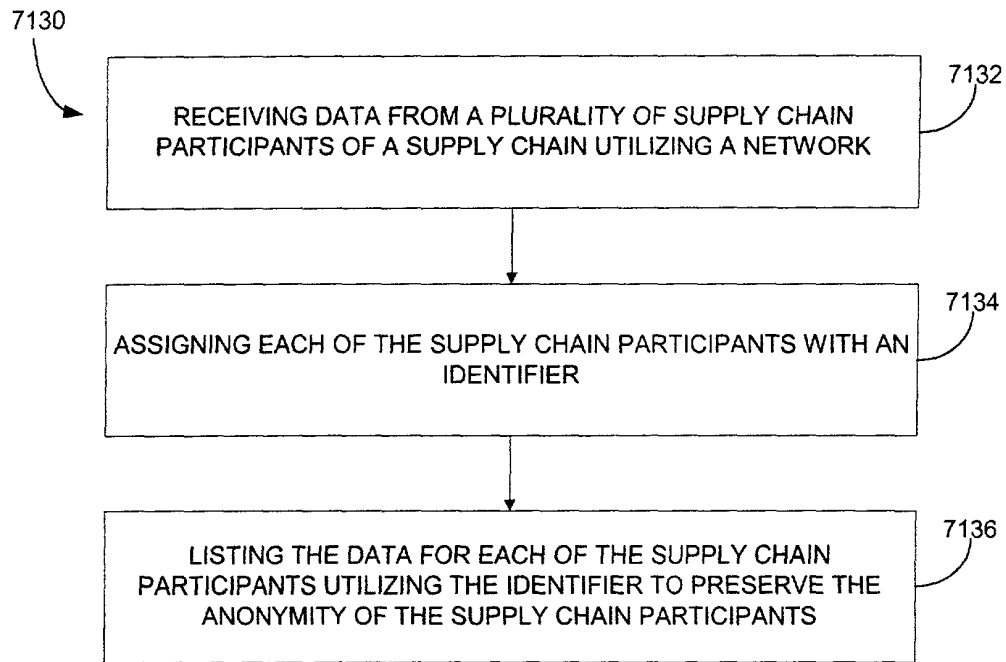 7130
7132
RECEIVING DATA FROM A PLURALITY OF SUPPLY CHAIN
PARTICIPANTS OF A SUPPLY CHAIN UTILIZING A NETWORK
7134
ASSIGNING EACH OF THE SUPPLY CHAIN PARTICIPANTS WITH AN
IDENTIFIER
7136
LISTING THE DATA FOR EACH OF THE SUPPLY CHAIN
PARTICIPANTS UTILIZING THE IDENTIFIER TO PRESERVE THE
ANONYMITY OF THE SUPPLY CHAIN PARTICIPANTS